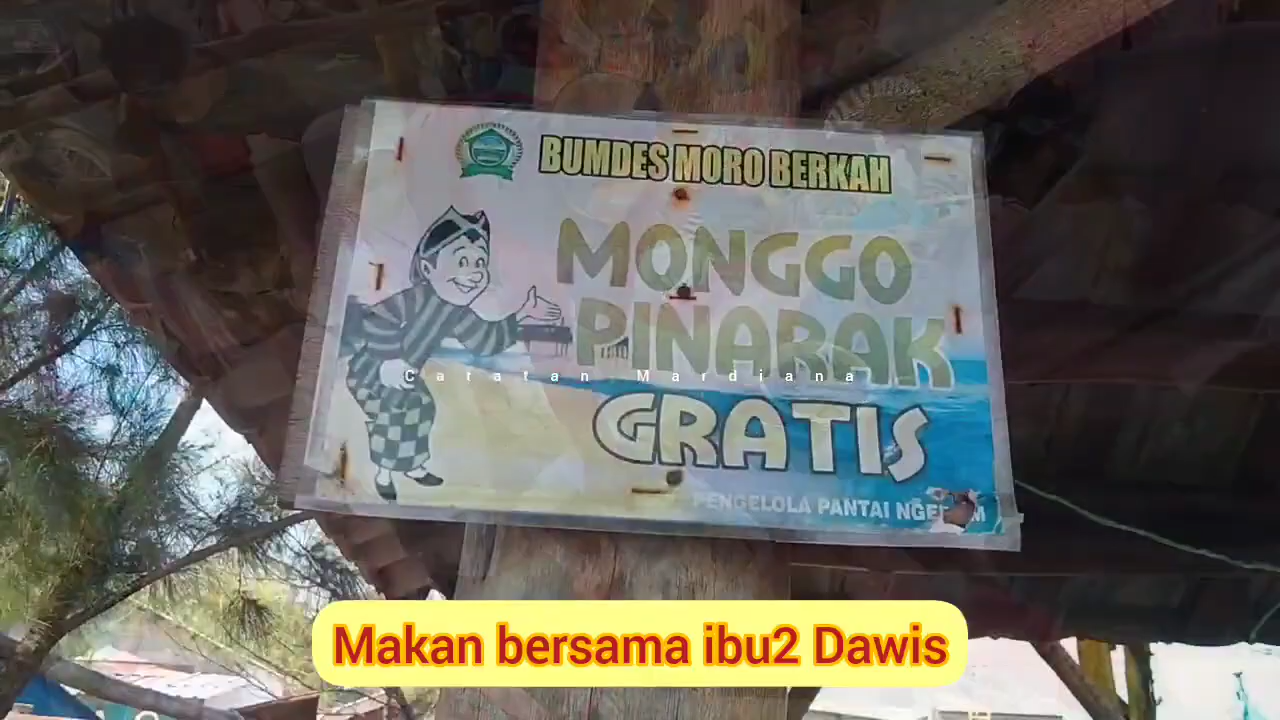 BUMDES MORO BERKAH
MONGGO
PINARAK
Catatan Mardiana
GRATIS
PENGELOLA PANTAI
Makan bersama ibu2 Dawis